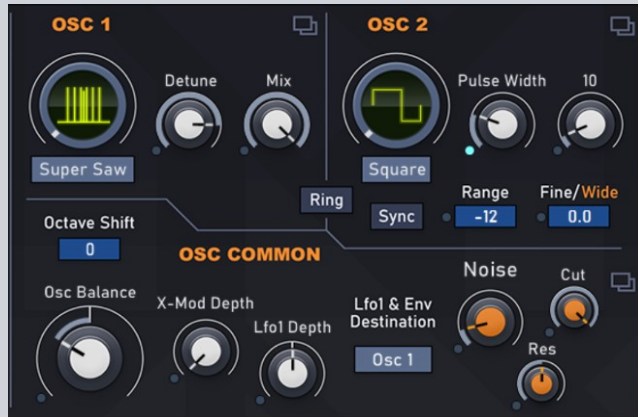 OSC 1
OSC 2
Detune
Mix
Pulse Width
10
Super Saw
Square
Ring
Sync
Range
-12
Fine/Wide
0.0
Octave Shift
0
OSC COMMON
Osc Balance
X-Mod Depth
Lfo1 Depth
Lfo1 & Env
Destination
Osc 1
Noise
Cut
Res